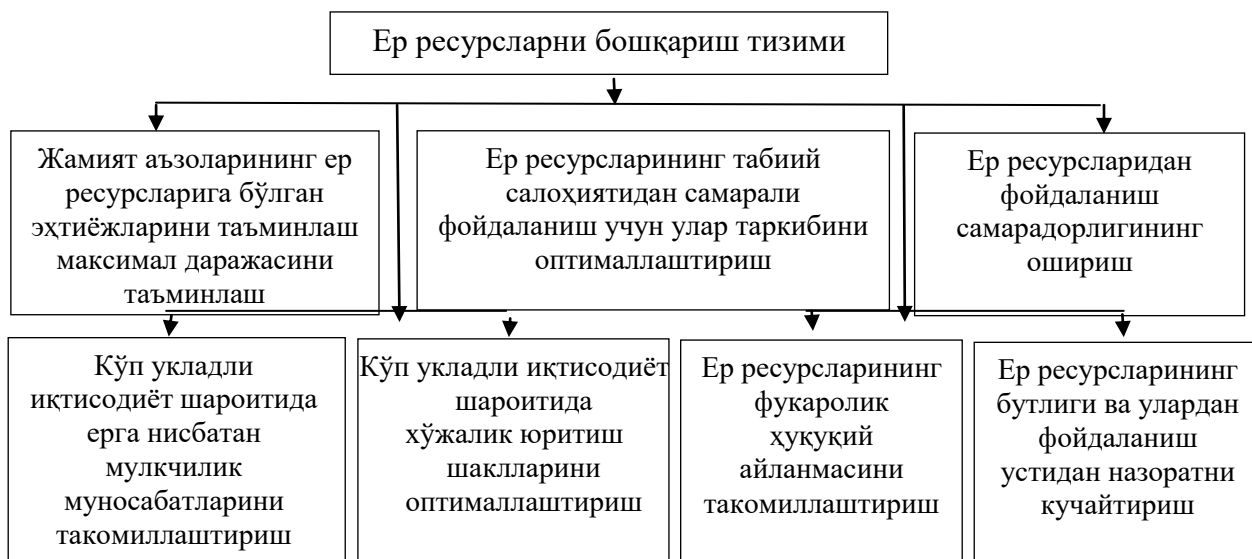 Ер ресурсларни бошқариш тизими
Жамият аъзоларининг ер
ресурсларига бўлган
эҳтиёжларини таъминлаш
максимал даражасини
таъминлаш
Ер ресурсларининг табиий
салоҳиятидан самарали
фойдаланиш учун улар таркибини
оптималлаштириш
Ер ресурсларидан
фойдаланиш
самарадорлигининг
ошириш
Кўп укладли
иқтисодиёт шароитида
ерга нисбатан
мулкчилик
муносабатларини
такомиллаштириш
Кўп укладли иқтисодиёт
шароитида
хўжалик юритиш
шаклларини
оптималлаштириш
Ер ресурсларининг
фукаролик
ҳуқуқий
айланмасини
такомиллаштириш
Ер ресурсларининг
бутлиги ва улардан
фойдаланиш
устидан назоратни
кучайтириш